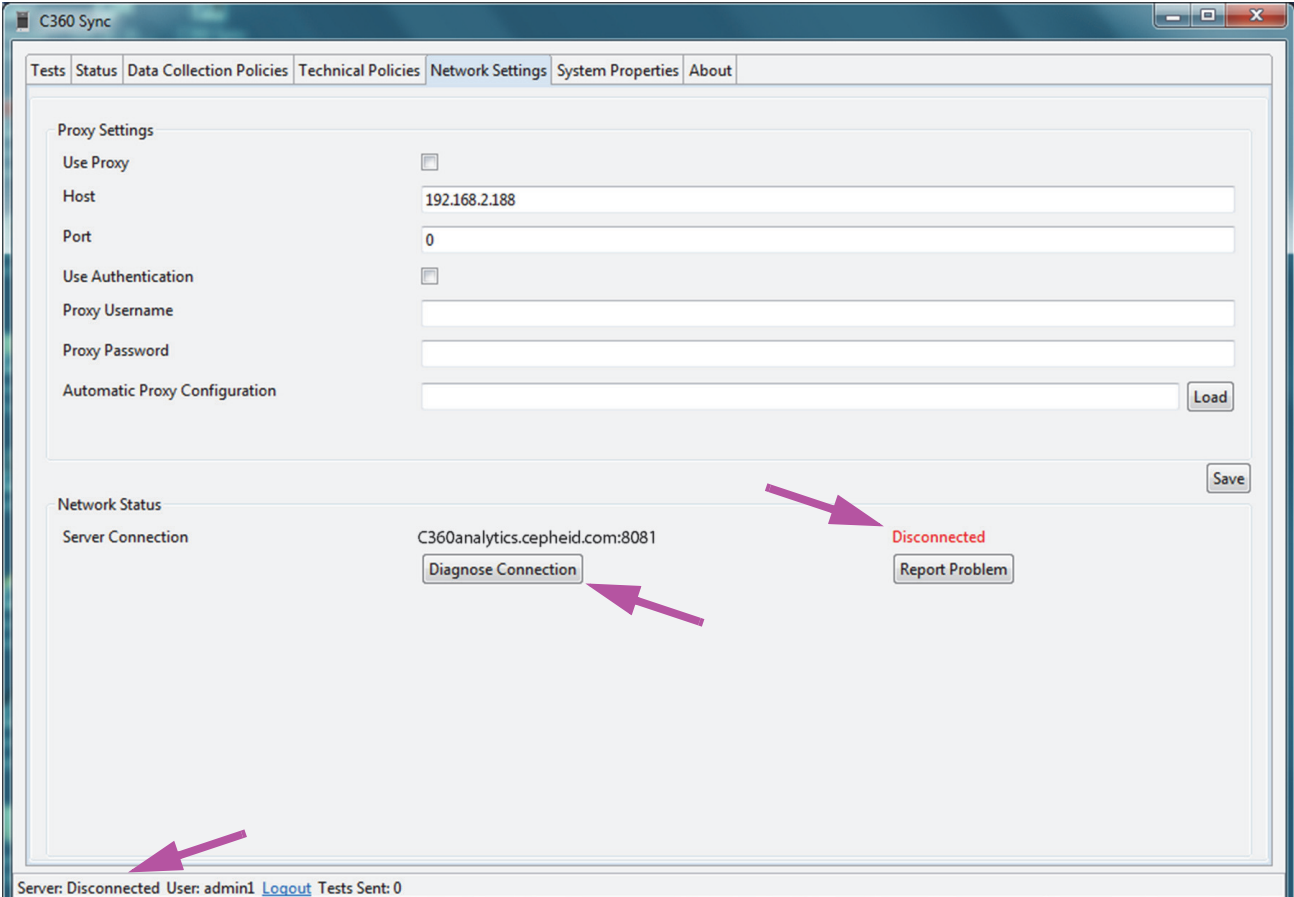 C360 Sync
Tests Status Data Collection Policies Technical Policies Network Settings System Properties About
Proxy Settings
Use Proxy
Host 192.168.2.188
Port 0
Use Authentication
Proxy Username
Proxy Password
Automatic Proxy Configuration Load
Save
Network Status
Server Connection C360analytics.cepheid.com:8081 Disconnected
Diagnose Connection Report Problem
Server: Disconnected User: admin1 Logout Tests Sent: 0